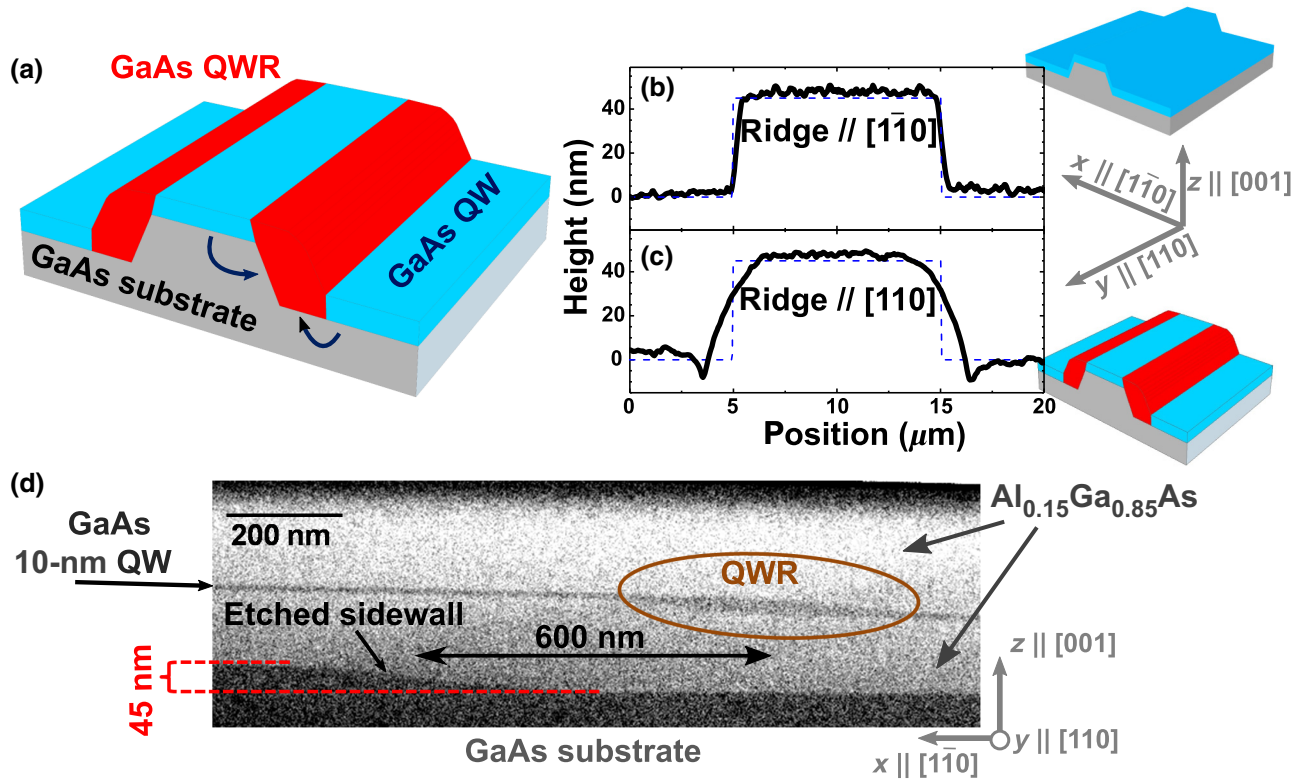 (a)
GaAs QWR
GaAs QW
GaAs substrate
(b)
Ridge // [11̄0]
(c)
Ridge // [110]
Height (nm)
40
20
0
40
20
0
0 5 10 15 20
Position (μm)
x || [11̄0]
z || [001]
y || [110]
(d)
GaAs
10-nm QW
200 nm
QWR
Etched sidewall
600 nm
45 nm
Al0.15Ga0.85As
z || [001]
y || [110]
x || [11̄0]
GaAs substrate